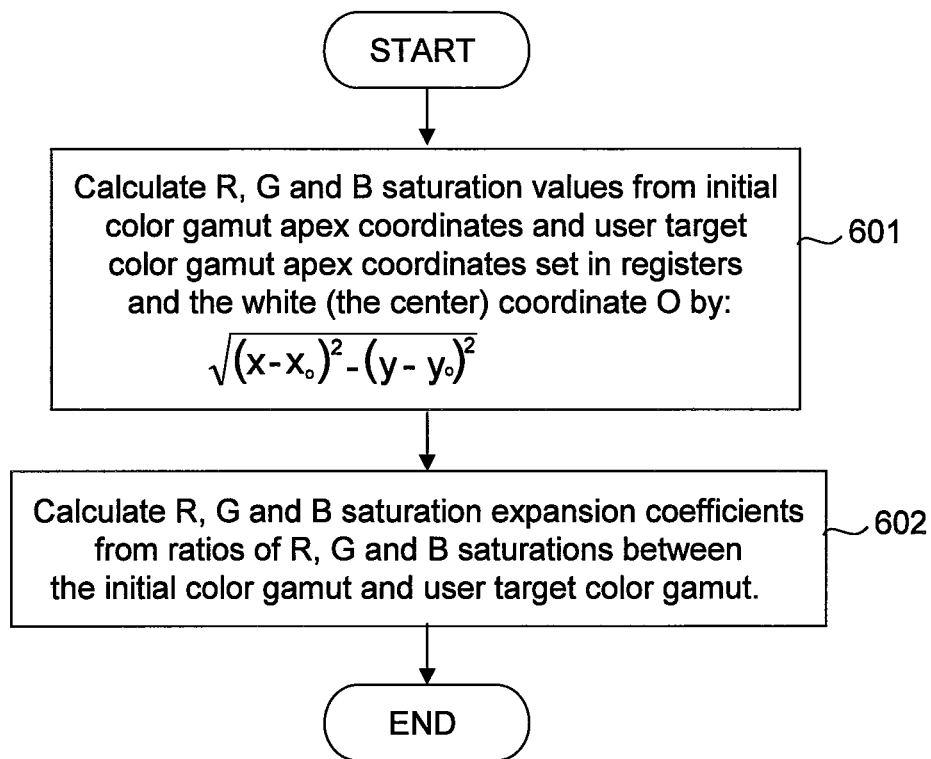 START
Calculate R, G and B saturation values from initial
color gamut apex coordinates and user target
color gamut apex coordinates set in registers
and the white (the center) coordinate O by:
√(x-x₀)²-(y-y₀)²
601
Calculate R, G and B saturation expansion coefficients
from ratios of R, G and B saturations between
the initial color gamut and user target color gamut.
602
END